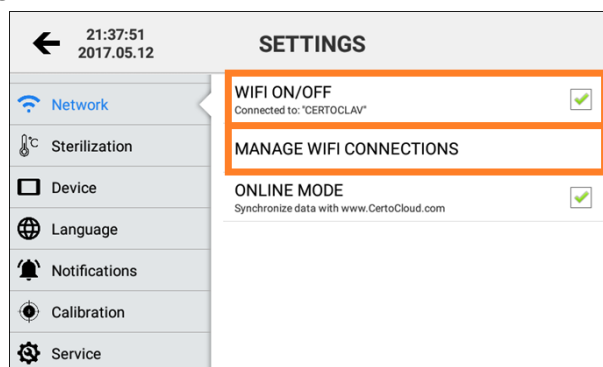 21:37:51
2017.05.12
SETTINGS
Network
Sterilization
Device
Language
Notifications
Calibration
Service
WIFI ON/OFF
Connected to: "CERTOCLAV"
MANAGE WIFI CONNECTIONS
ONLINE MODE
Synchronize data with www.CertoCloud.com